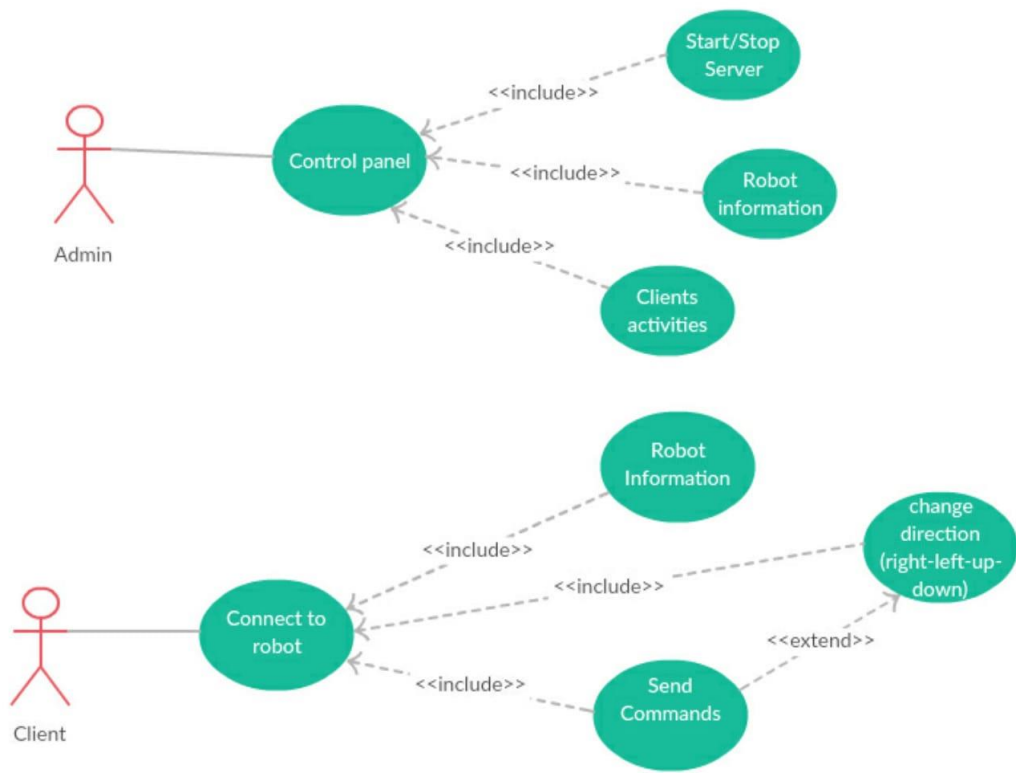 Start/Stop
Server
<<include>>
Control panel
<<include>>
Robot
information
Admin
<<include>>
Clients
activities
Robot
Information
change
direction
(right-left-up-
down)
<<include>>
<<include>>
Connect to
robot
<<extend>>
<<include>>
Send
Commands
Client